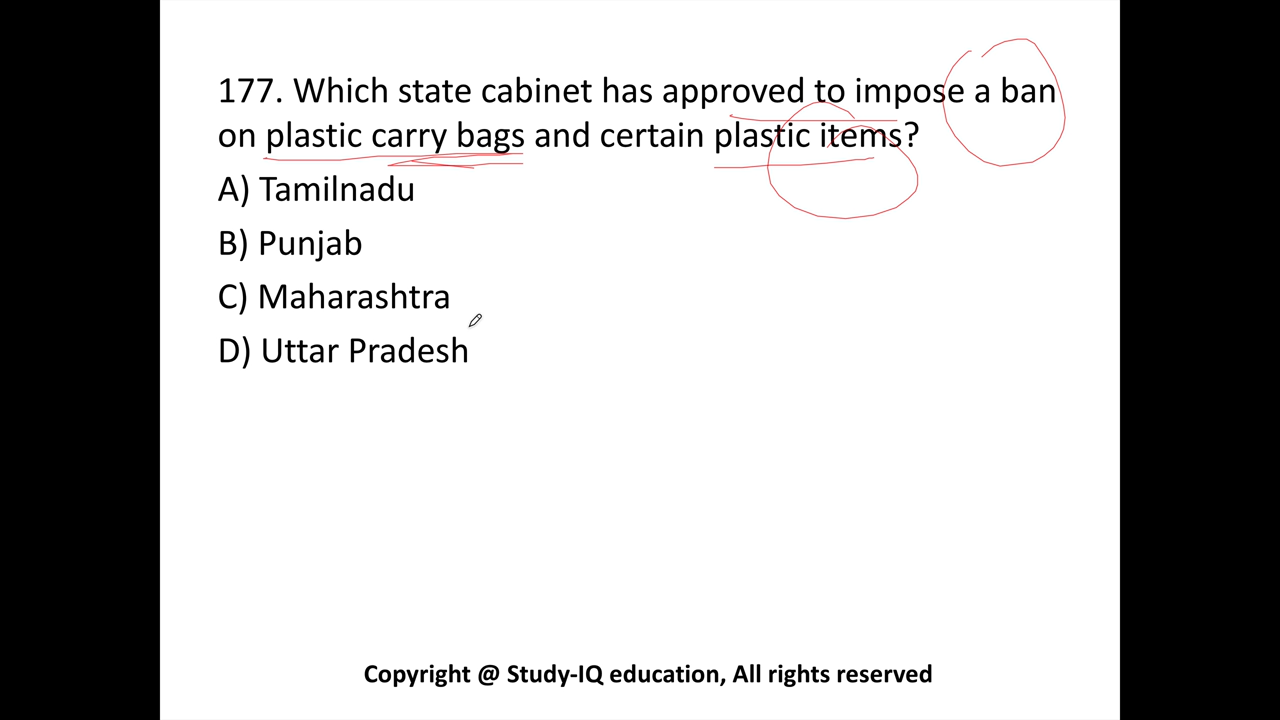 177. Which state cabinet has approved to impose a ban
on plastic carry bags and certain plastic items?
A) Tamilnadu
B) Punjab
C) Maharashtra
D) Uttar Pradesh
Copyright @ Study-IQ education, All rights reserved